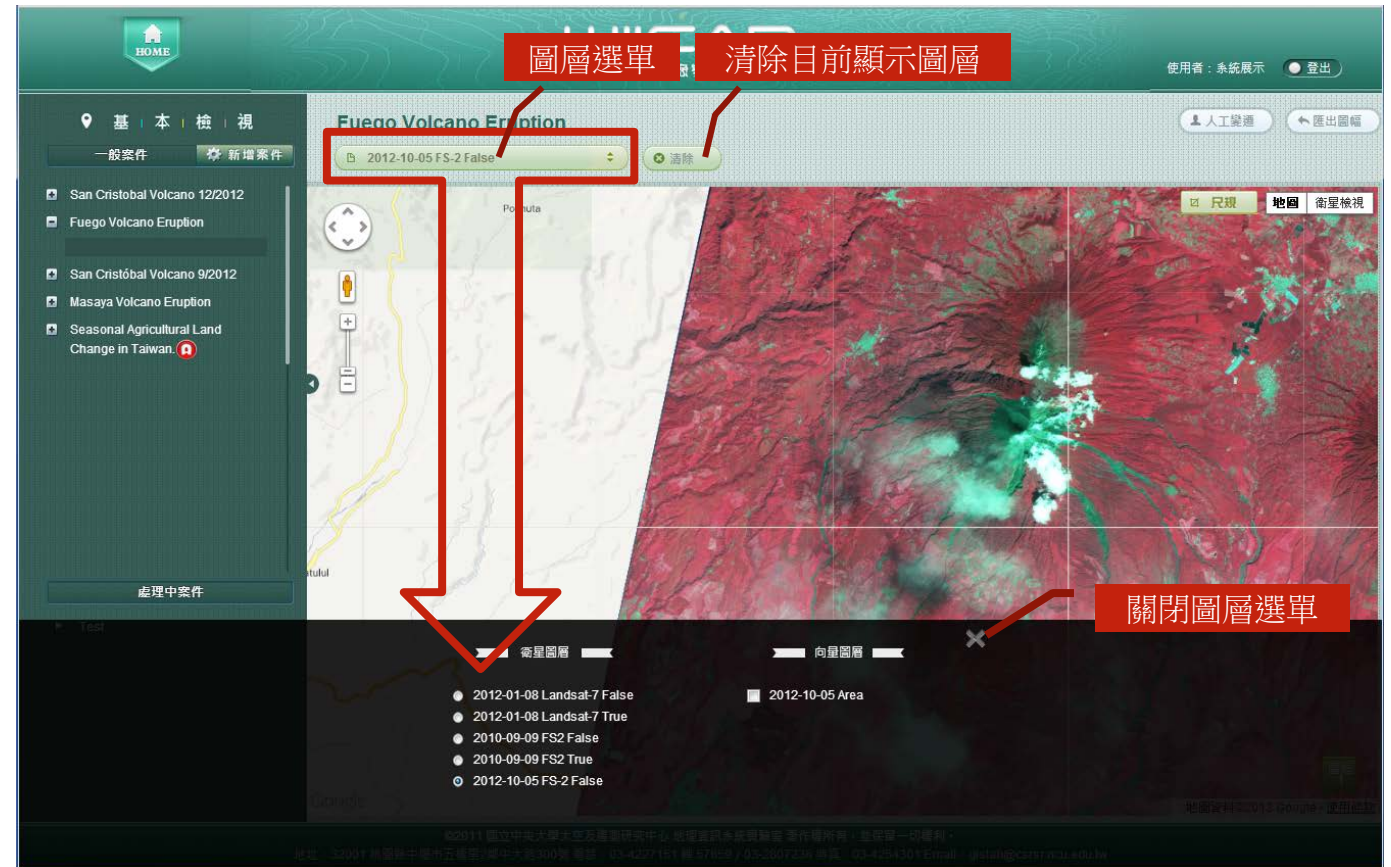 HOME
圖層選單
清除目前顯示圖層
使用者：系統展示
登出
基本檢視
Fuego Volcano Eruption
人工變遷
匯出圖幅
一般案件
新增案件
2012-10-05 FS-2 False
清除
San Cristobal Volcano 12/2012
Fuego Volcano Eruption
San Cristóbal Volcano 9/2012
Masaya Volcano Eruption
Seasonal Agricultural Land
Change in Taiwan.
地圖
衛星檢視
處理中案件
Test
關閉圖層選單
衛星圖層
向量圖層
2012-01-08 Landsat-7 False
2012-10-05 Area
2012-01-08 Landsat-7 True
2010-09-09 FS2 False
2010-09-09 FS2 True
2012-10-05 FS-2 False